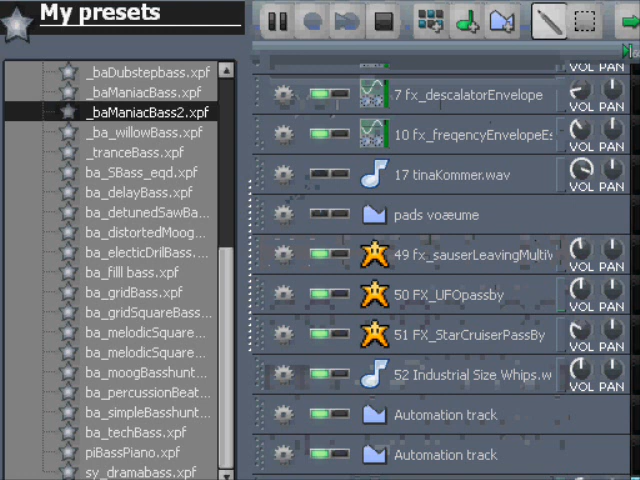 My presets
_baDubstepbass.xpf
_baManiacBass.xpf
_baManiacBass2.xpf
_ba_willowBass.xpf
_tranceBass.xpf
ba_SBass_eqd.xpf
ba_delayBass.xpf
ba_detunedSawBa...
ba_distortedMoog...
ba_electicDrilBass....
ba_filll bass.xpf
ba_gridBass.xpf
ba_gridSquareBass...
ba_melodicSquare...
ba_melodicSquare...
ba_moogBasshunt...
ba_percussionBeat...
ba_simpleBasshunt...
ba_techBass.xpf
piBassPiano.xpf
sy_dramabass.xpf
VOL PAN
7 fx_descalatorEnvelope
VOL PAN
10 fx_freqencyEnvelopeEs
VOL PAN
17 tinaKommer.wav
VOL PAN
pads voæume
49 fx_sauserLeavingMultiW
VOL PAN
50 FX_UFOpassby
VOL PAN
51 FX_StarCruiserPassBy
VOL PAN
52 Industrial Size Whips.w
VOL PAN
Automation track
Automation track